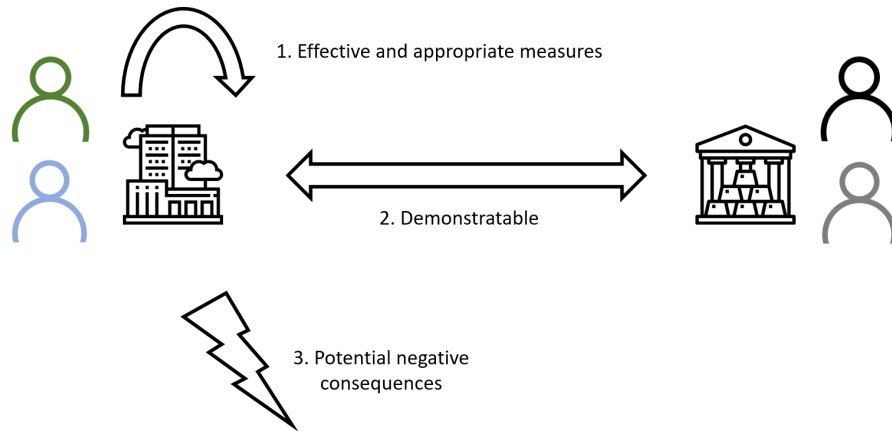 1. Effective and appropriate measures
2. Demonstratable
3. Potential negative
consequences